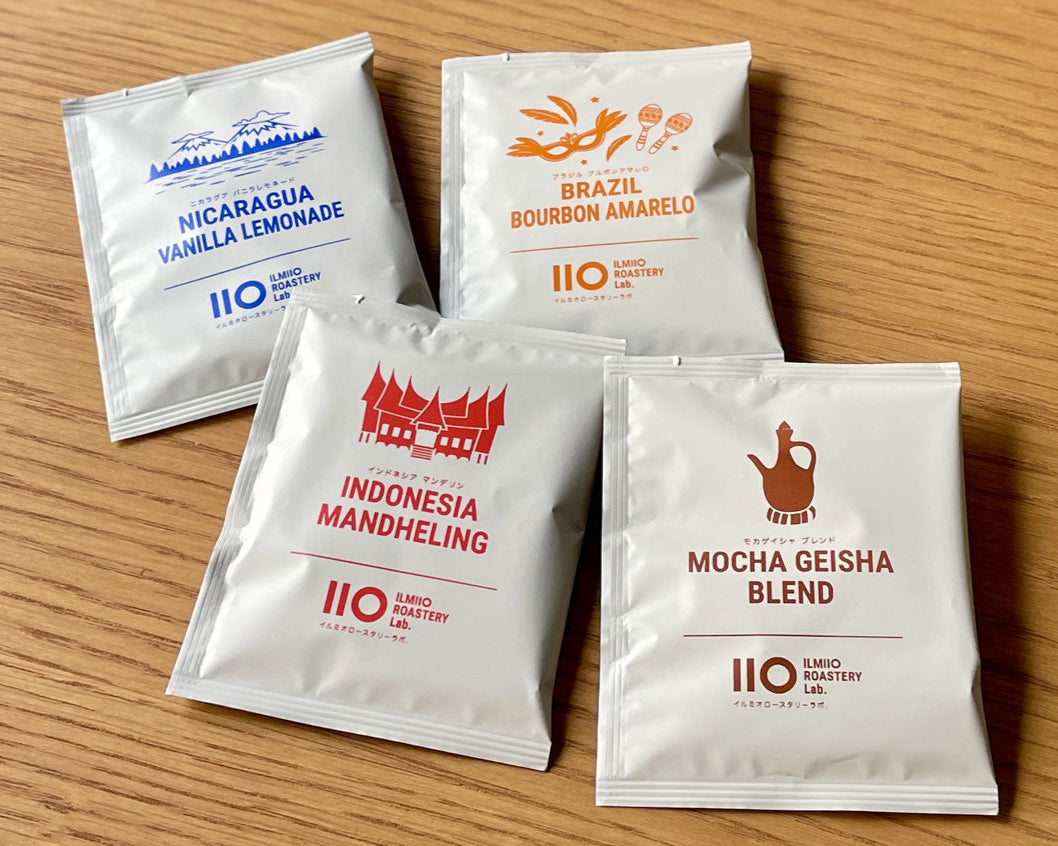 ニカラグア バニラレモネード
NICARAGUA
VANILLA LEMONADE
IIO
ILMIIO
ROASTERY
Lab.
イルミオロースタリーラ
ブラジル ブルボンアマレロ
BRAZIL
BOURBON AMARELO
IIO
ILMIIO
ROASTERY
Lab.
イルミオロースタリーラボ.
インドネシア マンデリン
INDONESIA
MANDHELING
IIO
ILMIIO
ROASTERY
Lab.
イルミオロースタリーラボ.
モカゲイシャ ブレンド
MOCHA GEISHA
BLEND
IIO
ILMIIO
ROASTERY
Lab.
イルミオロースタリーラボ.